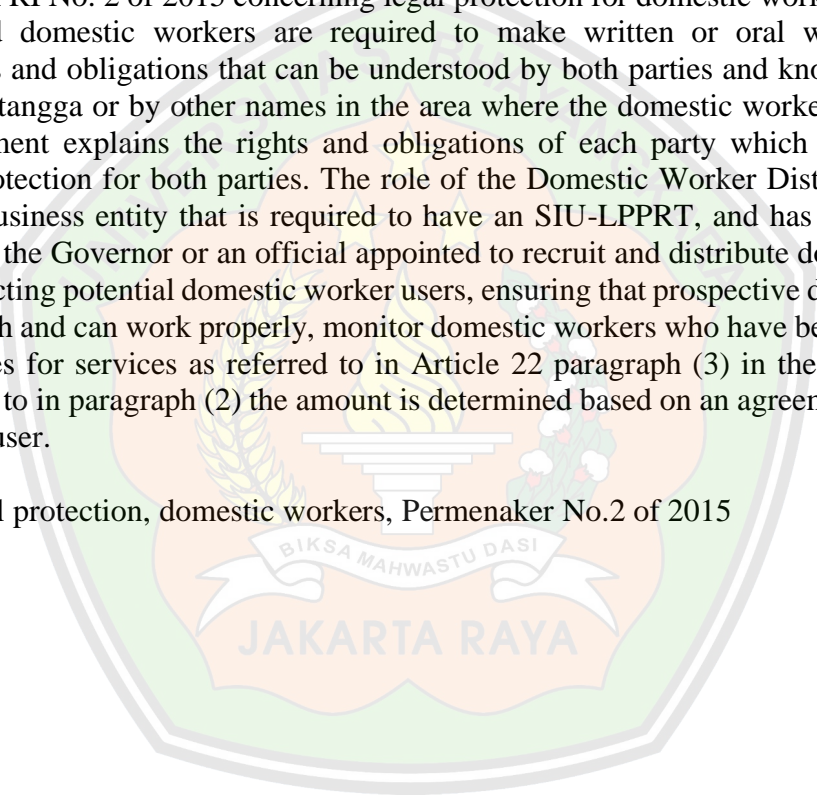 RI No. 2 of 2015 concerning legal protection for domestic work
domestic workers are required to make written or oral w
and obligations that can be understood by both parties and kno
tangga or by other names in the area where the domestic worke
ment explains the rights and obligations of each party which
otection for both parties. The role of the Domestic Worker Dist
usiness entity that is required to have an SIU-LPPRT, and has
the Governor or an official appointed to recruit and distribute do
cting potential domestic worker users, ensuring that prospective d
h and can work properly, monitor domestic workers who have be
es for services as referred to in Article 22 paragraph (3) in the
to in paragraph (2) the amount is determined based on an agreem
user.
l protection, domestic workers, Permenaker No.2 of 2015
UNIVERSITAS BHAYANGKARA
BIKSA MAHWASTU DASI
JAKARTA RAYA